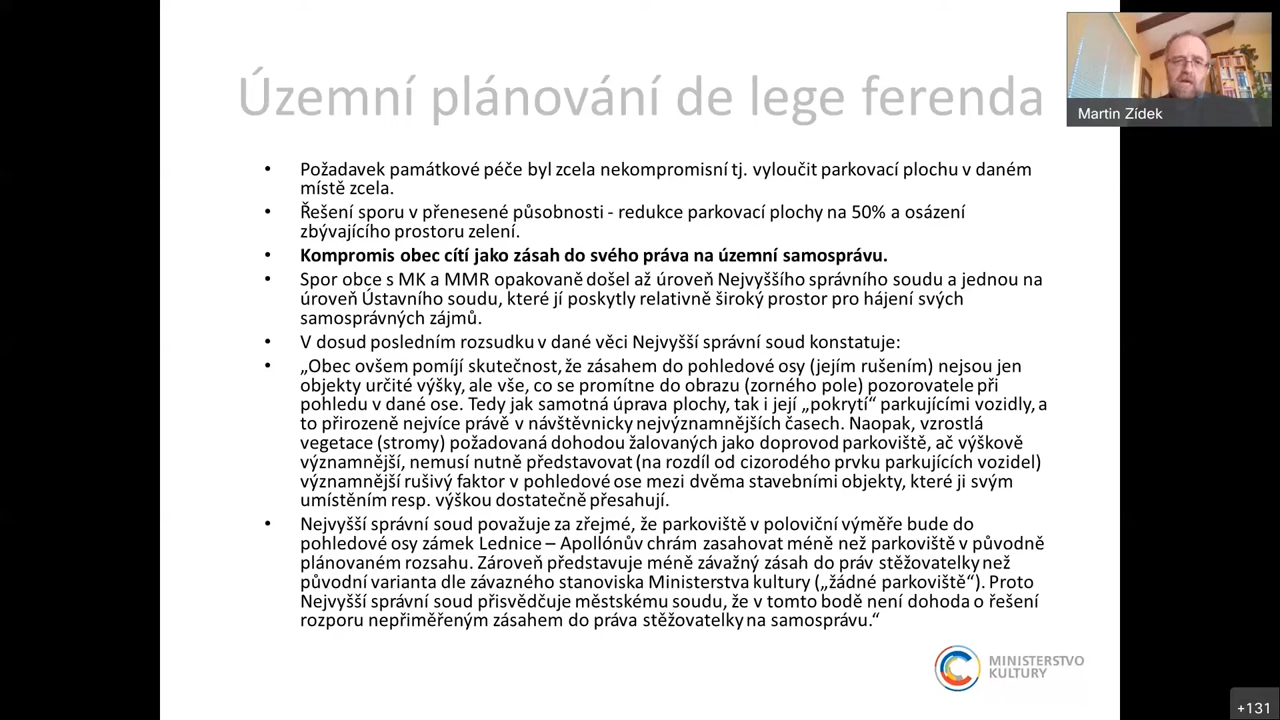 Územní plánování de lege ferenda
Martin Zídek
• Požadavek památkové péče byl zcela nekompromisní tj. vyloučit parkovací plochu v daném
místě zcela.
• Řešení sporu v přenesené působnosti - redukce parkovací plochy na 50% a osázení
zbývajícího prostoru zelení.
• Kompromis obec cítí jako zásah do svého práva na územní samosprávu.
• Spor obce s MK a MMR opakovaně došel až úroveň Nejvyššího správního soudu a jednou na
úroveň Ústavního soudu, které jí poskytly relativně široký prostor pro hájení svých
samosprávných zájmů.
• V dosud posledním rozsudku v dané věci Nejvyšší správní soud konstatuje:
• „Obec ovšem pomíjí skutečnost, že zásahem do pohledové osy (jejím rušením) nejsou jen
objekty určité výšky, ale vše, co se promítne do obrazu (zorného pole) pozorovatele při
pohledu v dané ose. Tedy jak samotná úprava plochy, tak i její „pokrytí“ parkujícími vozidly, a
to přirozeně nejvíce právě v návštěvnicky nejvýznamnějších časech. Naopak, vzrostlá
vegetace (stromy) požadovaná dohodou žalovaných jako doprovod parkoviště, ač výškově
významnější, nemusí nutně představovat (na rozdíl od cizorodého prvku parkujících vozidel)
významnější rušivý faktor v pohledové ose mezi dvěma stavebními objekty, které ji svým
umístěním resp. výškou dostatečně přesahují.
• Nejvyšší správní soud považuje za zřejmé, že parkoviště v poloviční výměře bude do
pohledové osy zámek Lednice – Apollónův chrám zasahovat méně než parkoviště v původně
plánovaném rozsahu. Zároveň představuje méně závažný zásah do práv stěžovatelky než
původní varianta dle závazného stanoviska Ministerstva kultury („žádné parkoviště“). Proto
Nejvyšší správní soud přisvědčuje městskému soudu, že v tomto bodě není dohoda o řešení
rozporu nepřiměřeným zásahem do práva stěžovatelky na samosprávu.“
MINISTERSTVO
KULTURY
+131